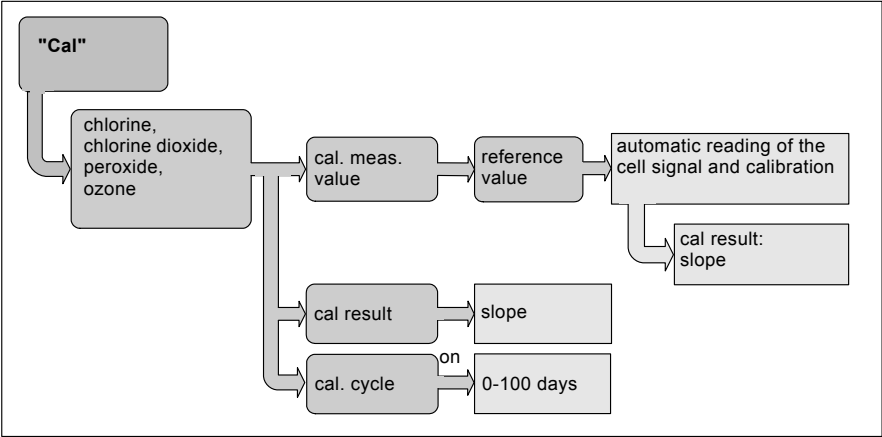 "Cal"
chlorine,
chlorine dioxide,
peroxide,
ozone
cal. meas.
value
reference
value
automatic reading of the
cell signal and calibration
cal result:
slope
cal result
slope
cal. cycle
on
0-100 days